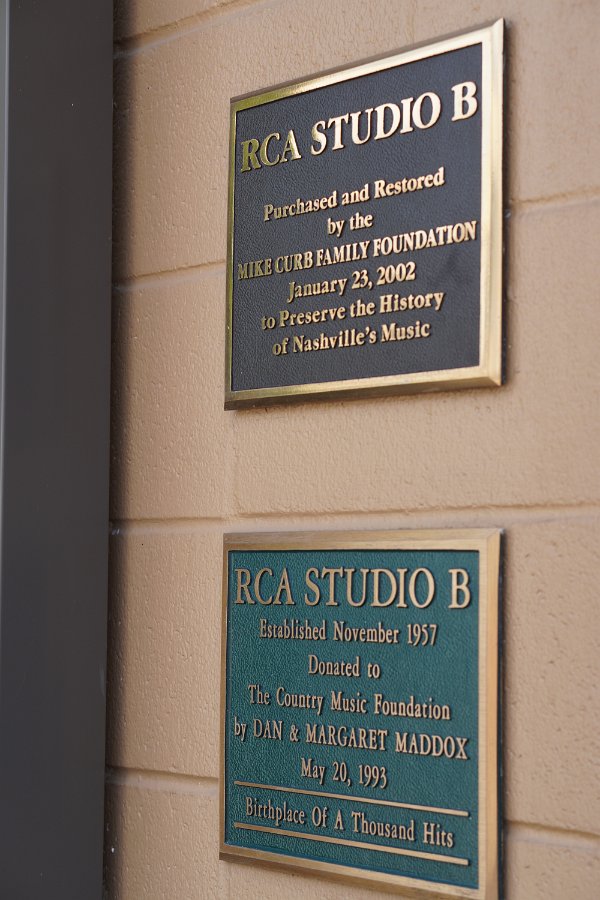 RCA STUDIO B
Purchased and Restored
by the
MIKE CURB FAMILY FOUNDATION
January 23, 2002
to Preserve the History
of Nashville's Music
RCA STUDIO B
Established November 1957
Donated to
The Country Music Foundation
by DAN & MARGARET MADDOX
May 20, 1993
Birthplace Of A Thousand Hits